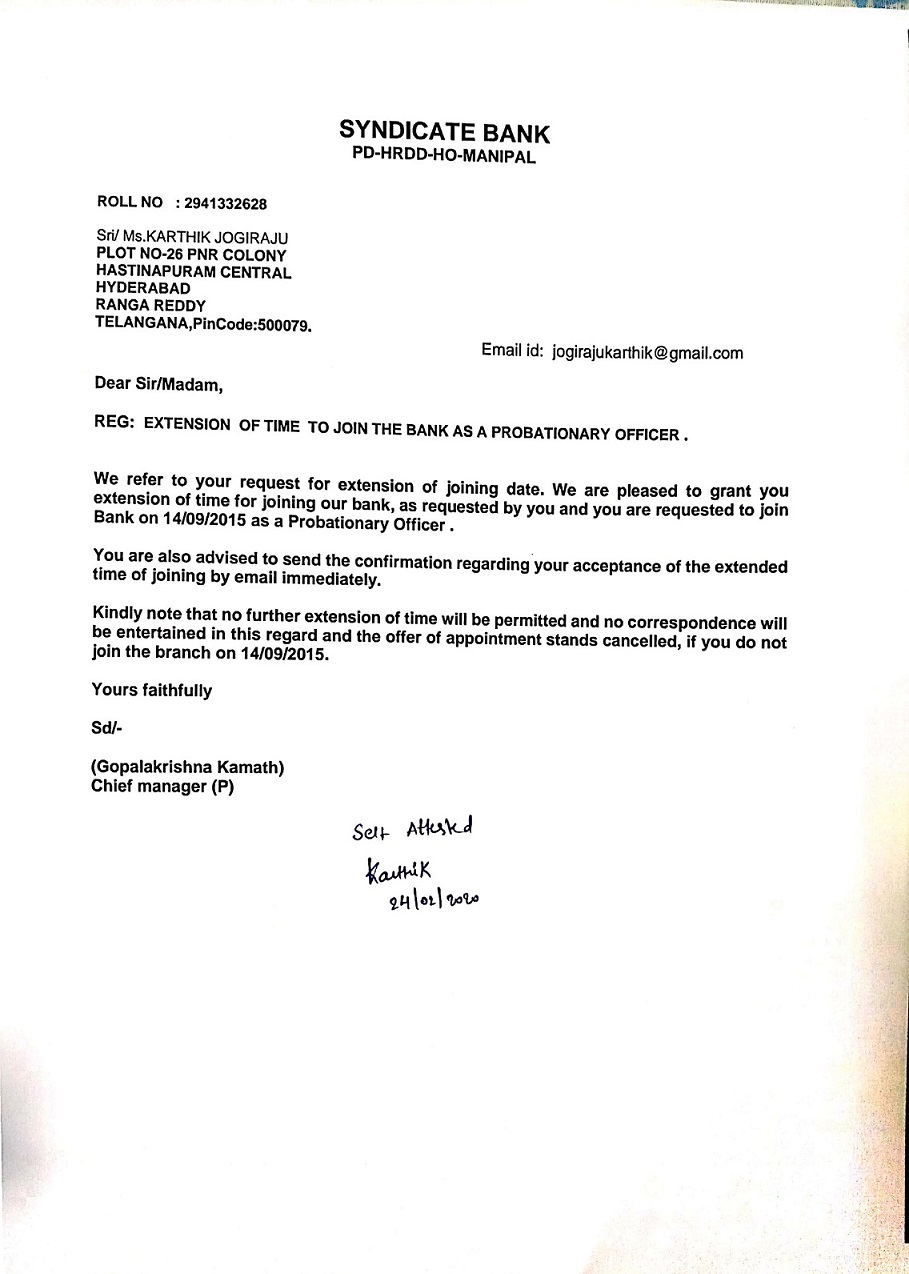 SYNDICATE BANK
PD-HRDD-HO-MANIPAL
ROLL NO : 2941332628
Sri/ Ms.KARTHIK JOGIRAJU
PLOT NO-26 PNR COLONY
HASTINAPURAM CENTRAL
HYDERABAD
RANGA REDDY
TELANGANA,PinCode:500079.
Email id: jogirajukarthik@gmail.com
Dear Sir/Madam,
REG: EXTENSION OF TIME TO JOIN THE BANK AS A PROBATIONARY OFFICER .
We refer to your request for extension of joining date. We are pleased to grant you
extension of time for joining our bank, as requested by you and you are requested to join
Bank on 14/09/2015 as a Probationary Officer .
You are also advised to send the confirmation regarding your acceptance of the extended
time of joining by email immediately.
Kindly note that no further extension of time will be permitted and no correspondence will
be entertained in this regard and the offer of appointment stands cancelled, if you do not
join the branch on 14/09/2015.
Yours faithfully
Sd/-
(Gopalakrishna Kamath)
Chief manager (P)
Self Attested
Karthik
24/02/2020